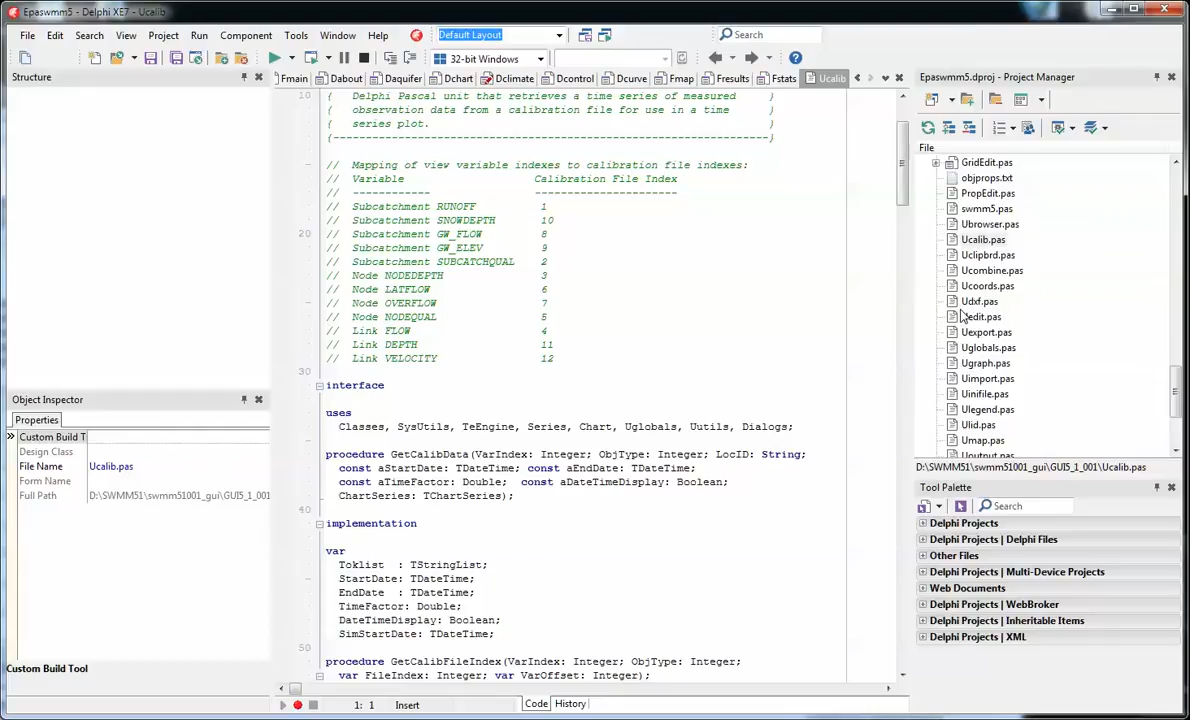 Epaswmm5 - Delphi XE7 - Ucalib
File Edit Search View Project Run Component Tools Window Help
Default Layout
Search
32-bit Windows
Structure
Fmain Dabout Daquifer Dchart Dclimate Dcontrol Dcurve Fmap Fresults Fstats Ucalib
10 { Delphi Pascal unit that retrieves a time series of measured }
{ observation data from a calibration file for use in a time }
{ series plot. }
{-------------------------------------------------------------------}
// Mapping of view variable indexes to calibration file indexes:
// Variable Calibration File Index
// ------------ ----------------------
// Subcatchment RUNOFF 1
// Subcatchment SNOWDEPTH 10
20 // Subcatchment GW_FLOW 8
// Subcatchment GW_ELEV 9
// Subcatchment SUBCATCHQUAL 2
// Node NODEDEPTH 3
// Node LATFLOW 6
// Node OVERFLOW 7
// Node NODEQUAL 5
// Link FLOW 4
// Link DEPTH 11
// Link VELOCITY 12
30
interface
uses
Classes, SysUtils, TeEngine, Series, Chart, Uglobals, Uutils, Dialogs;
procedure GetCalibData(VarIndex: Integer; ObjType: Integer; LocID: String;
const aStartDate: TDateTime; const aEndDate: TDateTime;
const aTimeFactor: Double; const aDateTimeDisplay: Boolean;
ChartSeries: TChartSeries);
40
implementation
var
Toklist : TStringList;
StartDate: TDateTime;
EndDate : TDateTime;
TimeFactor: Double;
DateTimeDisplay: Boolean;
SimStartDate: TDateTime;
50
procedure GetCalibFileIndex(VarIndex: Integer; ObjType: Integer;
var FileIndex: Integer; var VarOffset: Integer);
1: 1 Insert
Code History
Object Inspector
Properties
Custom Build T
Design Class
File Name Ucalib.pas
Form Name
Full Path D:\SWMM51\swmm51001_gui\GUI5_1_001
Custom Build Tool
Epaswmm5.dproj - Project Manager
File
GridEdit.pas
objprops.txt
PropEdit.pas
swmm5.pas
Ubrowser.pas
Ucalib.pas
Uclipbrd.pas
Ucombine.pas
Ucoords.pas
Udxf.pas
Uedit.pas
Uexport.pas
Uglobals.pas
Ugraph.pas
Uimport.pas
Uinifile.pas
Ulegend.pas
Ulid.pas
Umap.pas
Uoutput.pas
D:\SWMM51\swmm51001_gui\GUI5_1_001\Ucalib.pas
Tool Palette
Search
Delphi Projects
Delphi Projects | Delphi Files
Other Files
Delphi Projects | Multi-Device Projects
Web Documents
Delphi Projects | WebBroker
Delphi Projects | Inheritable Items
Delphi Projects | XML